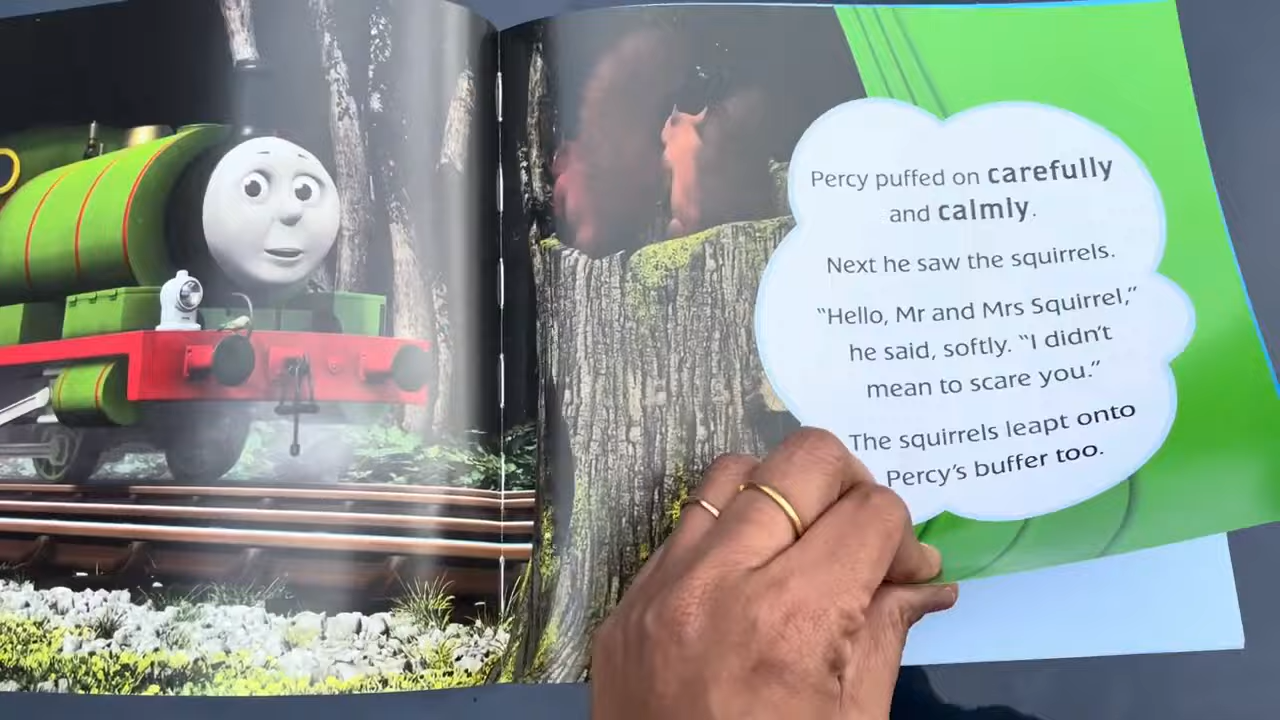 Percy puffed on carefully
and calmly.
Next he saw the squirrels.
“Hello, Mr and Mrs Squirrel,”
he said, softly. “I didn’t
mean to scare you.”
The squirrels leapt onto
Percy’s buffer too.